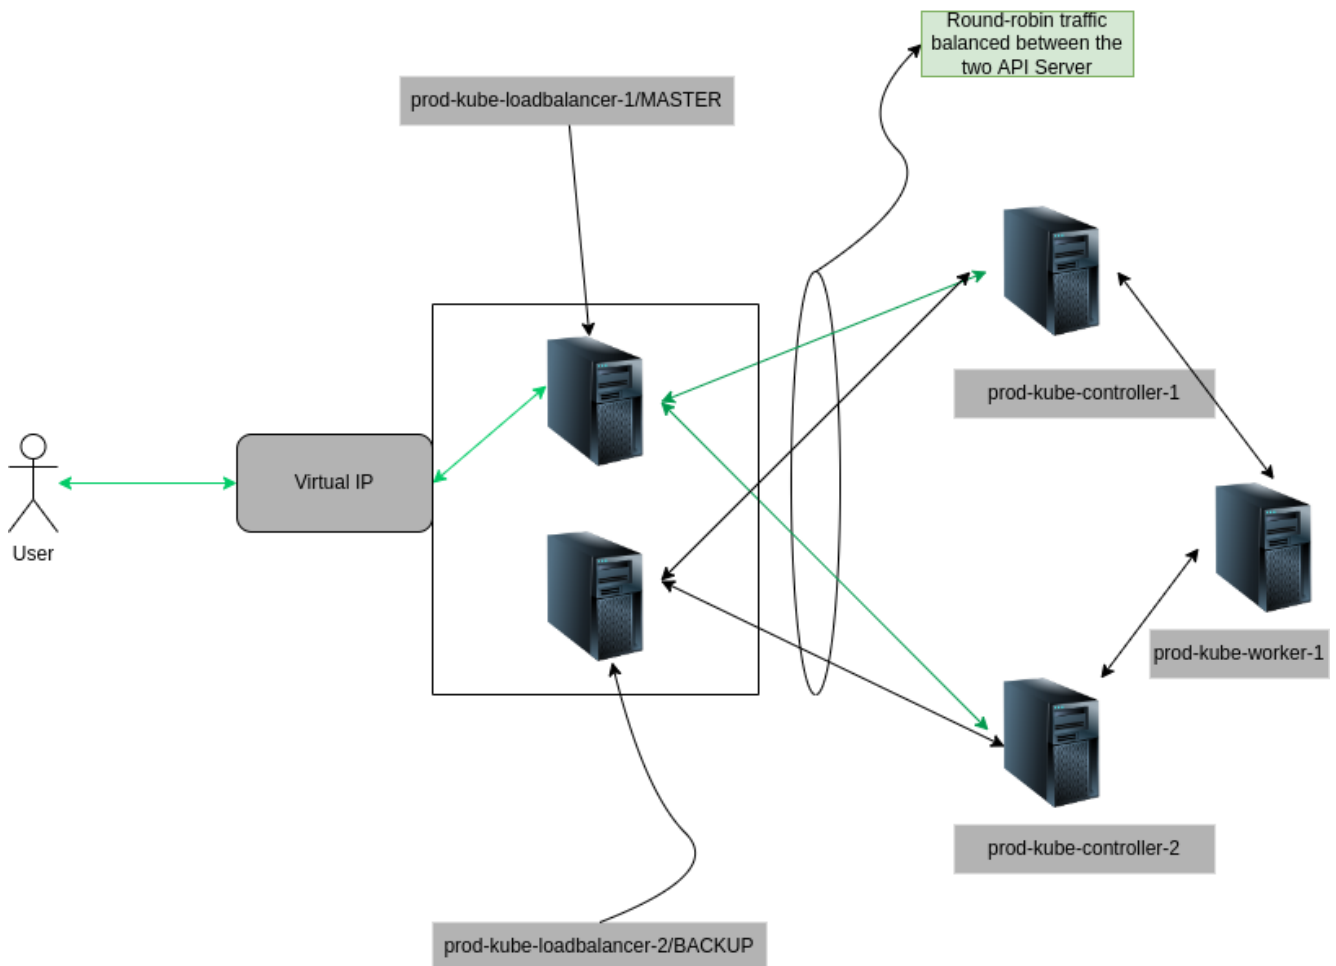 Round-robin traffic
balanced between the
two API Server
prod-kube-loadbalancer-1/MASTER
prod-kube-controller-1
Virtual IP
User
prod-kube-worker-1
prod-kube-controller-2
prod-kube-loadbalancer-2/BACKUP